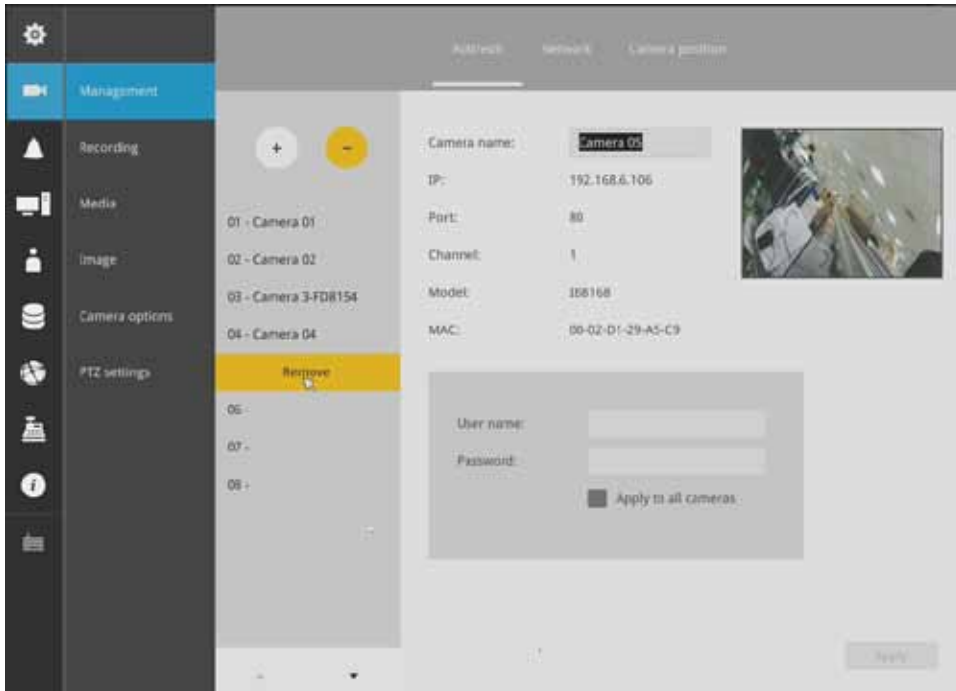 Address Network Camera position
Management
Recording
Media
Image
Camera options
PTZ settings
+ -
01 - Camera 01
02 - Camera 02
03 - Camera 3-FD8154
04 - Camera 04
Remove
06 -
07 -
08 -
Camera name: Camera 05
IP: 192.168.6.106
Port: 80
Channel: 1
Model: IB8168
MAC: 00-02-D1-29-A5-C9
User name:
Password:
Apply to all cameras
Apply